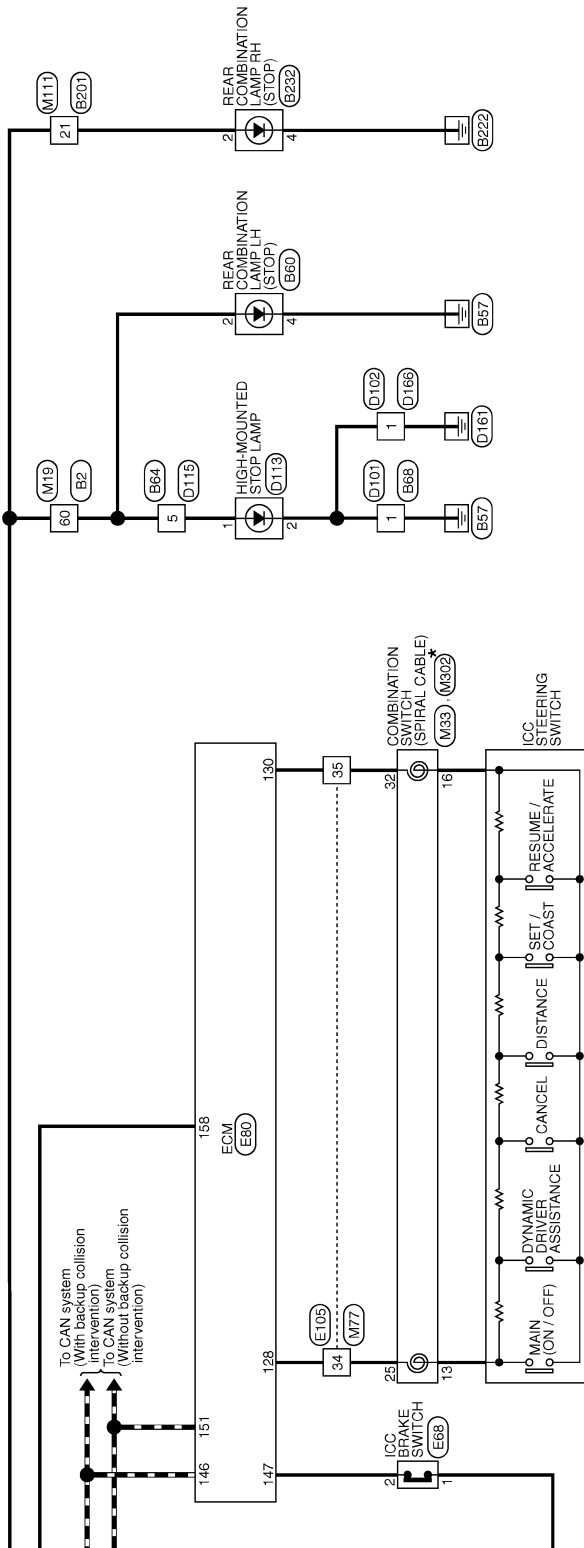 M111
B201
21
REAR
COMBINATION
LAMP RH
(STOP)
B232
2
4
B222
REAR
COMBINATION
LAMP LH
(STOP)
B60
2
4
B57
M19
B2
60
B64
D115
5
HIGH-MOUNTED
STOP LAMP
D113
1
2
D102
D166
1
D161
D101
B68
1
B57
130
35
COMBINATION
SWITCH
(SPIRAL CABLE)
M33 , M302
*
32
16
ICC
STEERING
SWITCH
RESUME /
ACCELERATE
SET /
COAST
DISTANCE
CANCEL
DYNAMIC
DRIVER
ASSISTANCE
MAIN
(ON / OFF)
158
ECM
E80
To CAN system
(With backup collision
intervention)
To CAN system
(Without backup collision
intervention)
128
E105
M77
34
25
13
151
146
147
ICC
BRAKE
SWITCH
E68
2
1